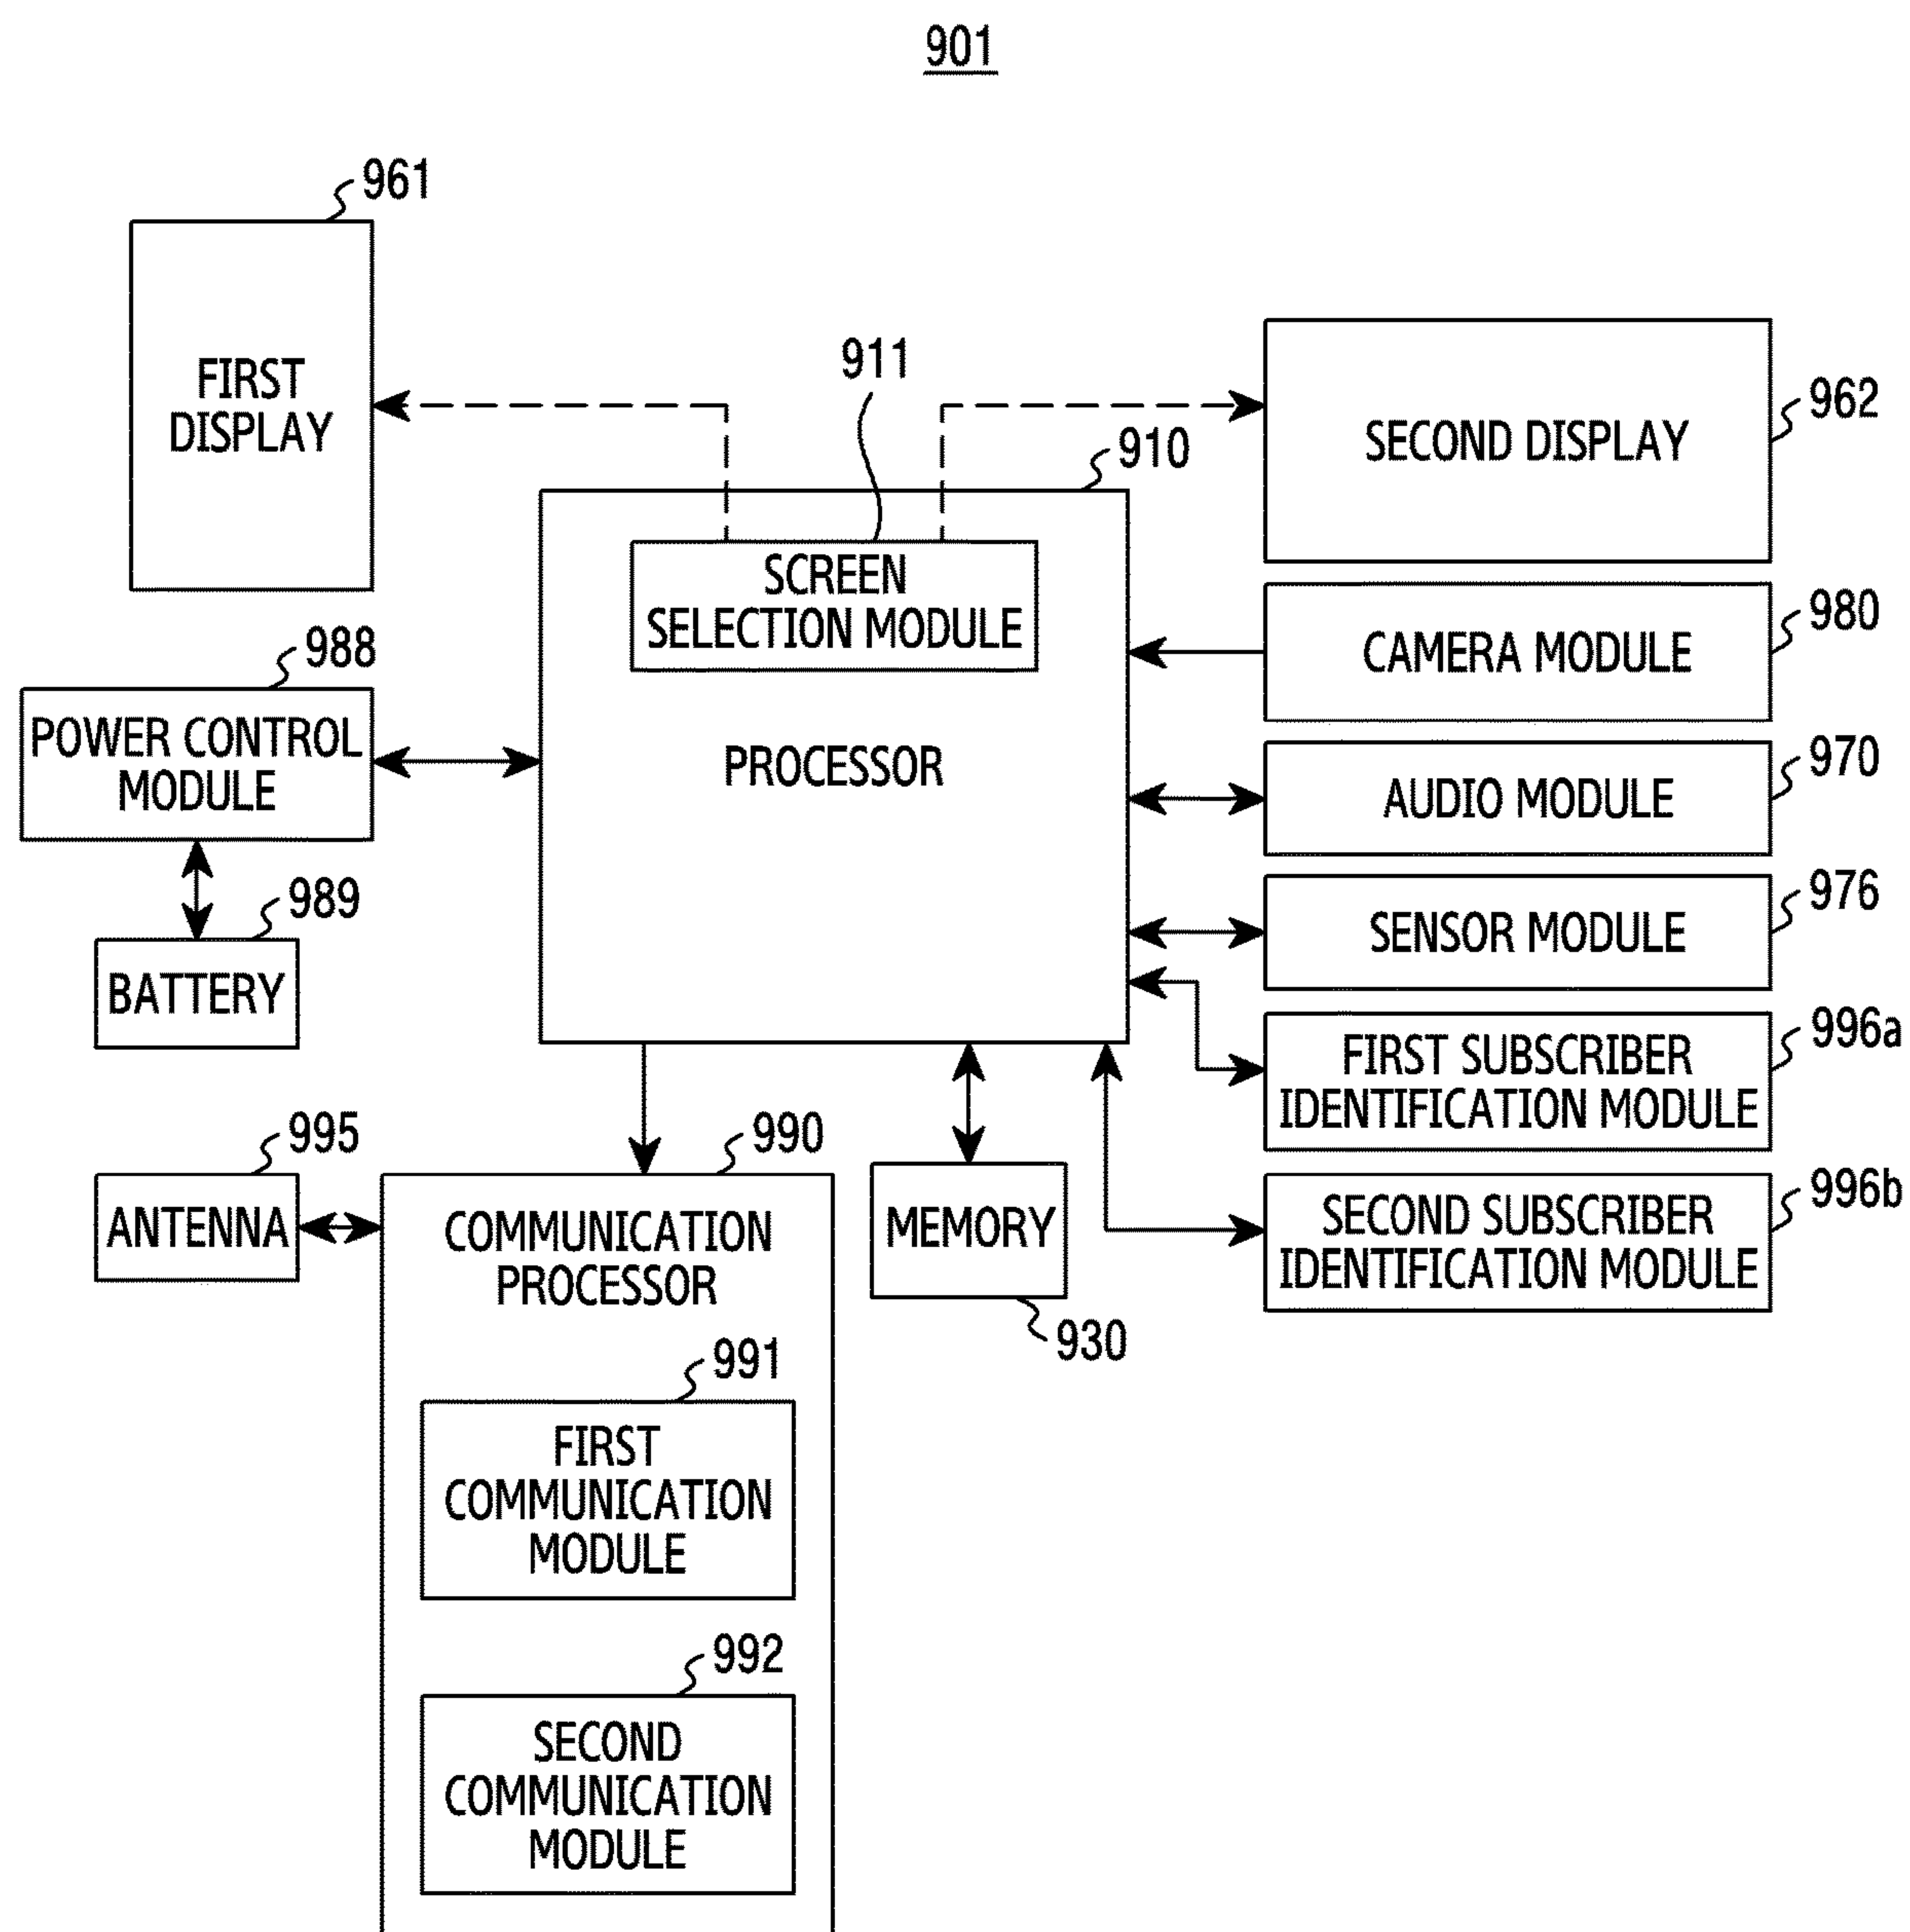 901
961
FIRST
DISPLAY
911
910
SECOND DISPLAY
962
SCREEN
SELECTION MODULE
PROCESSOR
CAMERA MODULE
980
988
POWER CONTROL
MODULE
AUDIO MODULE
970
989
BATTERY
SENSOR MODULE
976
FIRST SUBSCRIBER
IDENTIFICATION MODULE
996a
995
ANTENNA
990
COMMUNICATION
PROCESSOR
MEMORY
930
SECOND SUBSCRIBER
IDENTIFICATION MODULE
996b
991
FIRST
COMMUNICATION
MODULE
992
SECOND
COMMUNICATION
MODULE